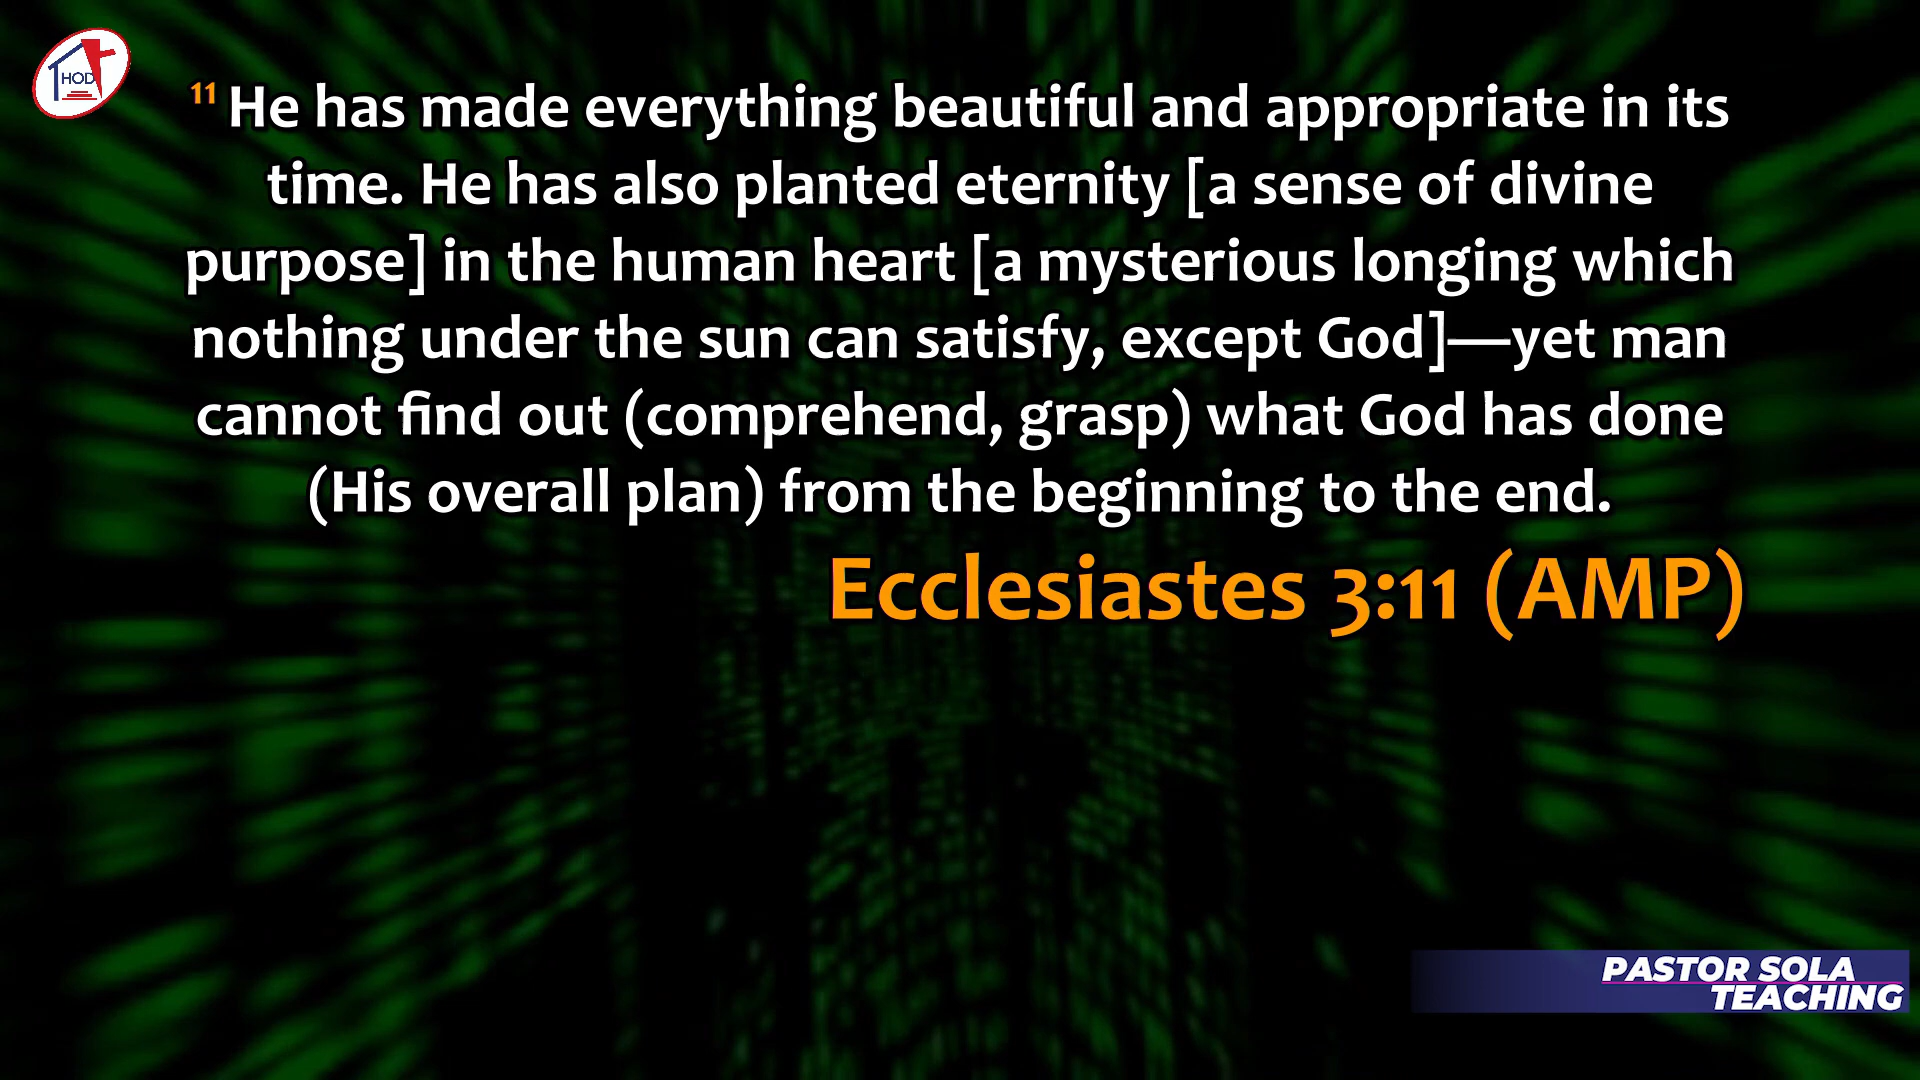 HOD
11 He has made everything beautiful and appropriate in its
time. He has also planted eternity [a sense of divine
purpose] in the human heart [a mysterious longing which
nothing under the sun can satisfy, except God]—yet man
cannot find out (comprehend, grasp) what God has done
(His overall plan) from the beginning to the end.
Ecclesiastes 3:11 (AMP)
PASTOR SOLA
TEACHING